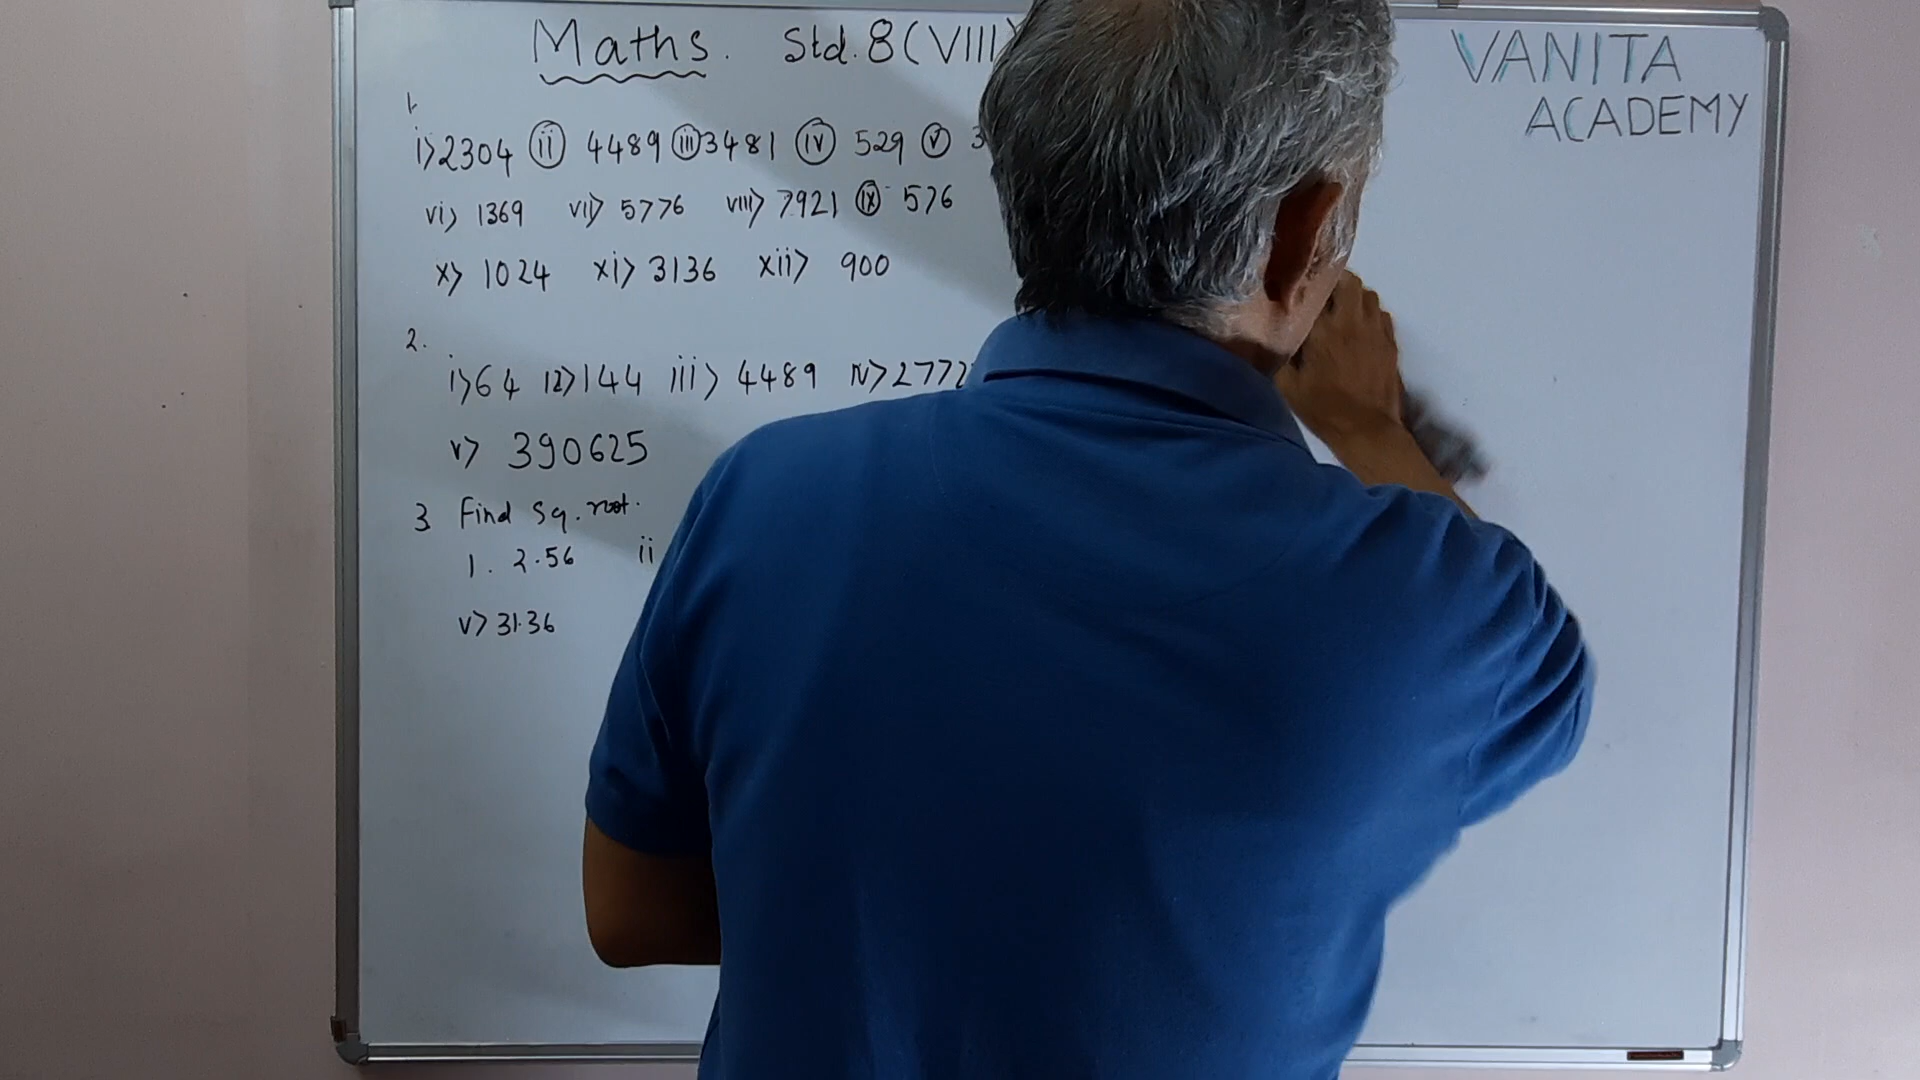 Maths. Std. 8 (VIII)
VANITA
ACADEMY
1.
i) 2304 (ii) 4489 (iii) 3481 (iv) 529 (v) 3
vi) 1369 vii) 5776 viii) 7921 (ix) 576
x) 1024 xi) 3136 xii) 900
2.
i) 64 12) 144 iii) 4489 iv) 2772
v) 390625
3 Find sq. root.
1. 2.56 ii
v) 31.36